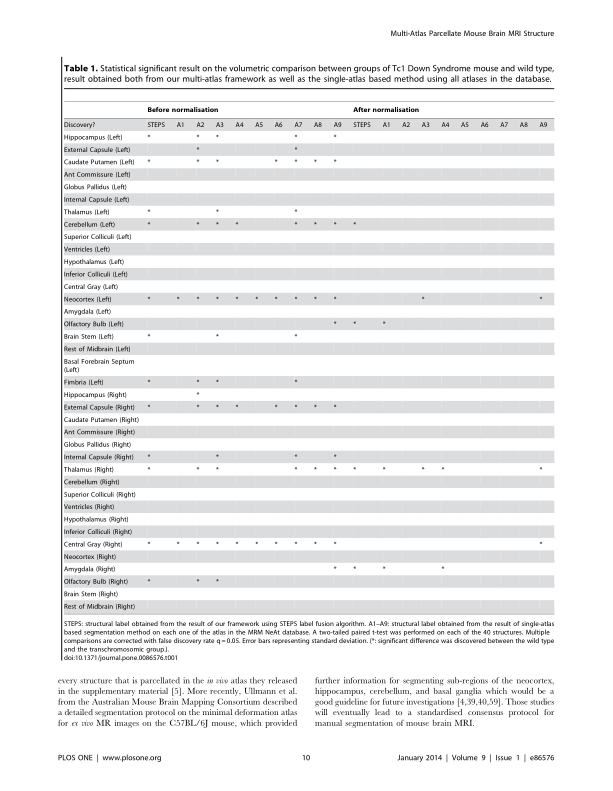 Multi-Atlas Parcellate Mouse Brain MRI Structure
Table 1. Statistical significant result on the volumetric comparison between groups of Tc1 Down Syndrome mouse and wild type,
result obtained both from our multi-atlas framework as well as the single-atlas based method using all atlases in the database.
Before normalisation After normalisation
Discovery? STEPS A1 A2 A3 A4 A5 A6 A7 A8 A9 STEPS A1 A2 A3 A4 A5 A6 A7 A8 A9
Hippocampus (Left) * * * * *
External Capsule (Left) * *
Caudate Putamen (Left) * * * * * * *
Ant Commissure (Left)
Globus Pallidus (Left)
Internal Capsule (Left)
Thalamus (Left) * * *
Cerebellum (Left) * * * * * * * *
Superior Colliculi (Left)
Ventricles (Left)
Hypothalamus (Left)
Inferior Colliculi (Left)
Central Gray (Left)
Neocortex (Left) * * * * * * * * * * * *
Amygdala (Left)
Olfactory Bulb (Left) * * *
Brain Stem (Left) * * *
Rest of Midbrain (Left)
Basal Forebrain Septum
(Left)
Fimbria (Left) * * * *
Hippocampus (Right) *
External Capsule (Right) * * * * * * * *
Caudate Putamen (Right)
Ant Commissure (Right)
Globus Pallidus (Right)
Internal Capsule (Right) * * * *
Thalamus (Right) * * * * * * * * * * *
Cerebellum (Right)
Superior Colliculi (Right)
Ventricles (Right)
Hypothalamus (Right)
Inferior Colliculi (Right)
Central Gray (Right) * * * * * * * * * * *
Neocortex (Right)
Amygdala (Right) * * * *
Olfactory Bulb (Right) * * *
Brain Stem (Right)
Rest of Midbrain (Right)
STEPS: structural label obtained from the result of our framework using STEPS label fusion algorithm. A1–A9: structural label obtained from the result of single-atlas
based segmentation method on each one of the atlas in the MRM NeAt database. A two-tailed paired t-test was performed on each of the 40 structures. Multiple
comparisons are corrected with false discovery rate q = 0.05. Error bars representing standard deviation. (*: significant difference was discovered between the wild type
and the transchromosomic group.).
doi:10.1371/journal.pone.0086576.t001
every structure that is parcellated in the in vivo atlas they released
in the supplementary material [5]. More recently, Ullmann et al.
from the Australian Mouse Brain Mapping Consortium described
a detailed segmentation protocol on the minimal deformation atlas
for ex vivo MR images on the C57BL/6J mouse, which provided
further information for segmenting sub-regions of the neocortex,
hippocampus, cerebellum, and basal ganglia which would be a
good guideline for future investigations [4,39,40,59]. Those studies
will eventually lead to a standardised consensus protocol for
manual segmentation of mouse brain MRI.
PLOS ONE | www.plosone.org 10 January 2014 | Volume 9 | Issue 1 | e86576